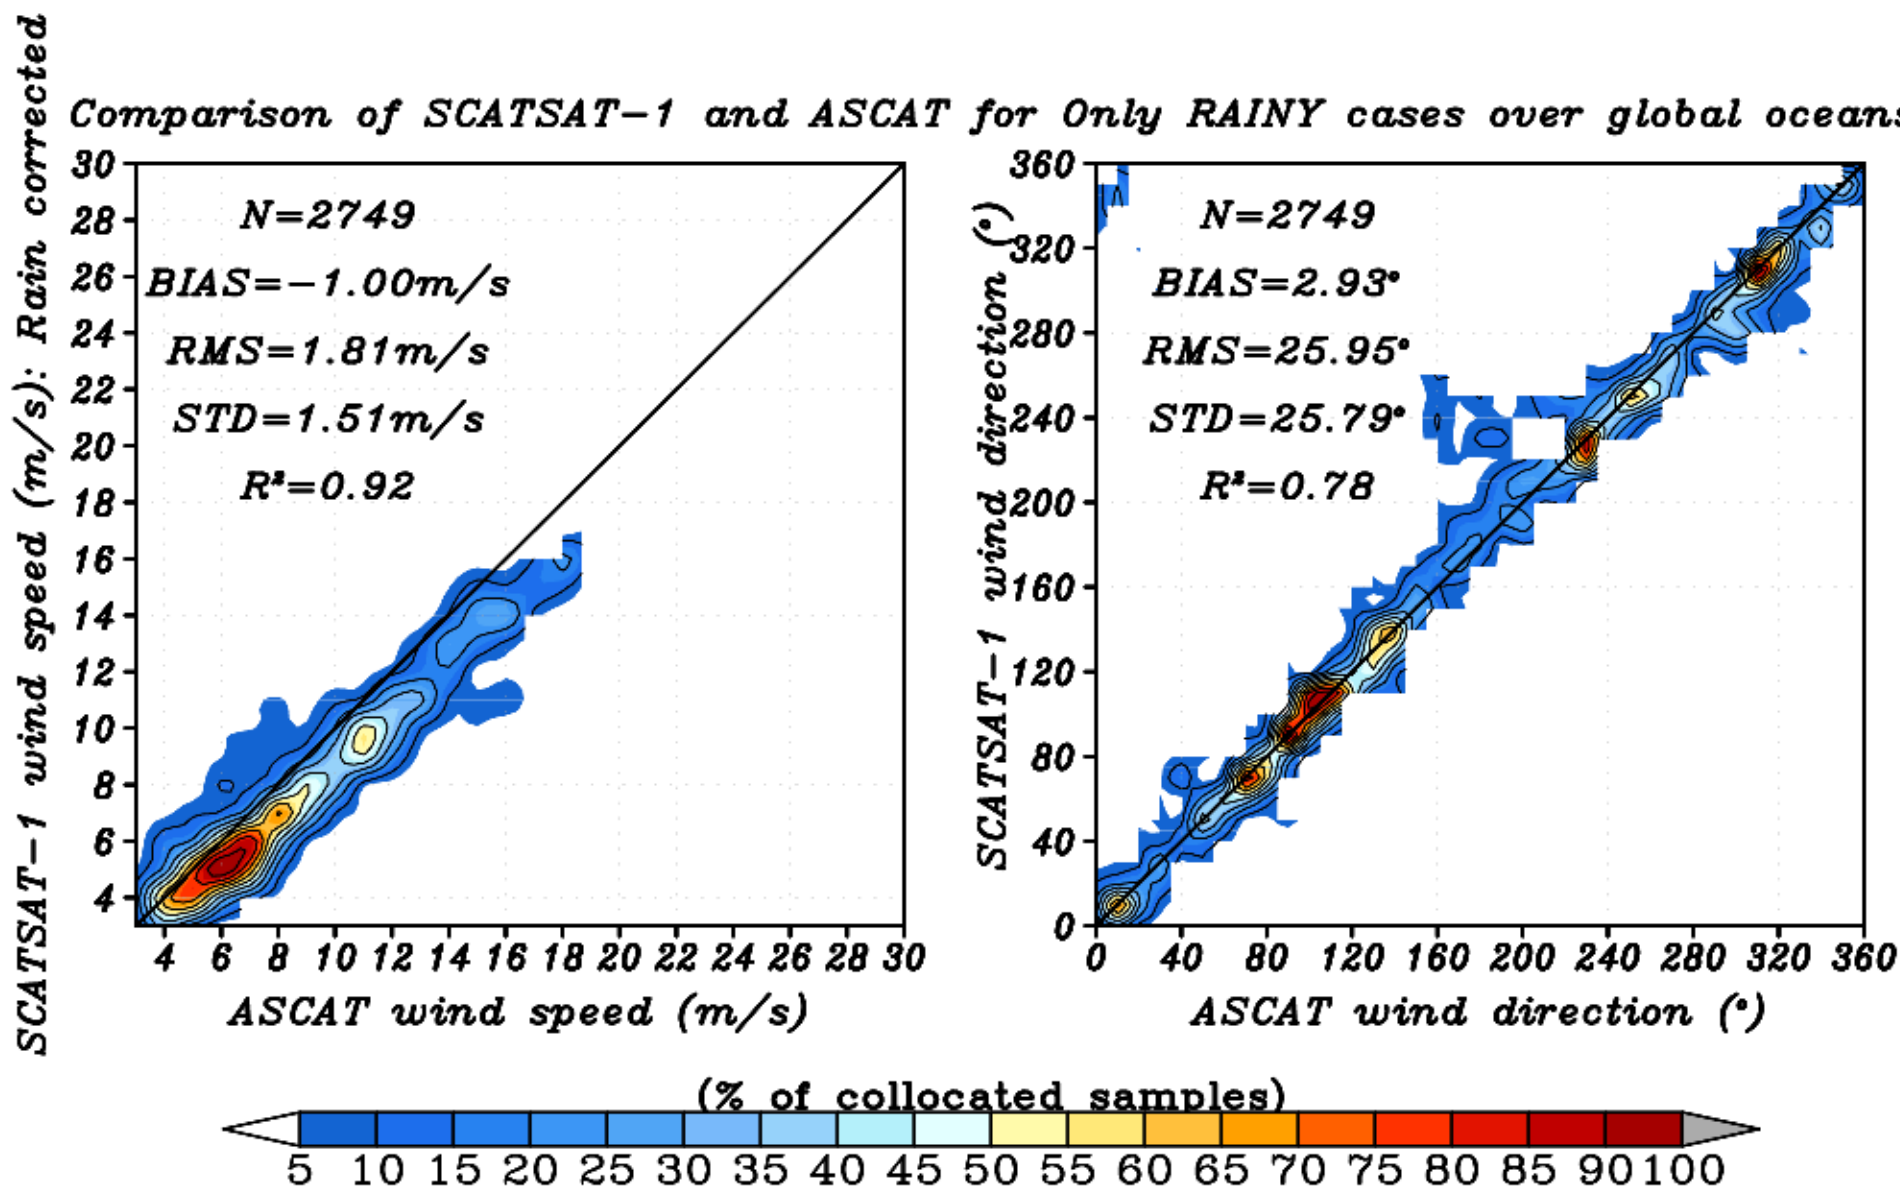 Comparison of SCATSAT-1 and ASCAT for Only RAINY cases over global oceans
SCATSAT-1 wind speed (m/s): Rain corrected
30
28
26
24
22
20
18
16
14
12
10
8
6
4
N=2749
BIAS=-1.00m/s
RMS=1.81m/s
STD=1.51m/s
R²=0.92
4 6 8 10 12 14 16 18 20 22 24 26 28 30
ASCAT wind speed (m/s)
SCATSAT-1 wind direction (°)
360
320
280
240
200
160
120
80
40
0
N=2749
BIAS=2.93°
RMS=25.95°
STD=25.79°
R²=0.78
0 40 80 120 160 200 240 280 320 360
ASCAT wind direction (°)
(% of collocated samples)
5 10 15 20 25 30 35 40 45 50 55 60 65 70 75 80 85 90 100